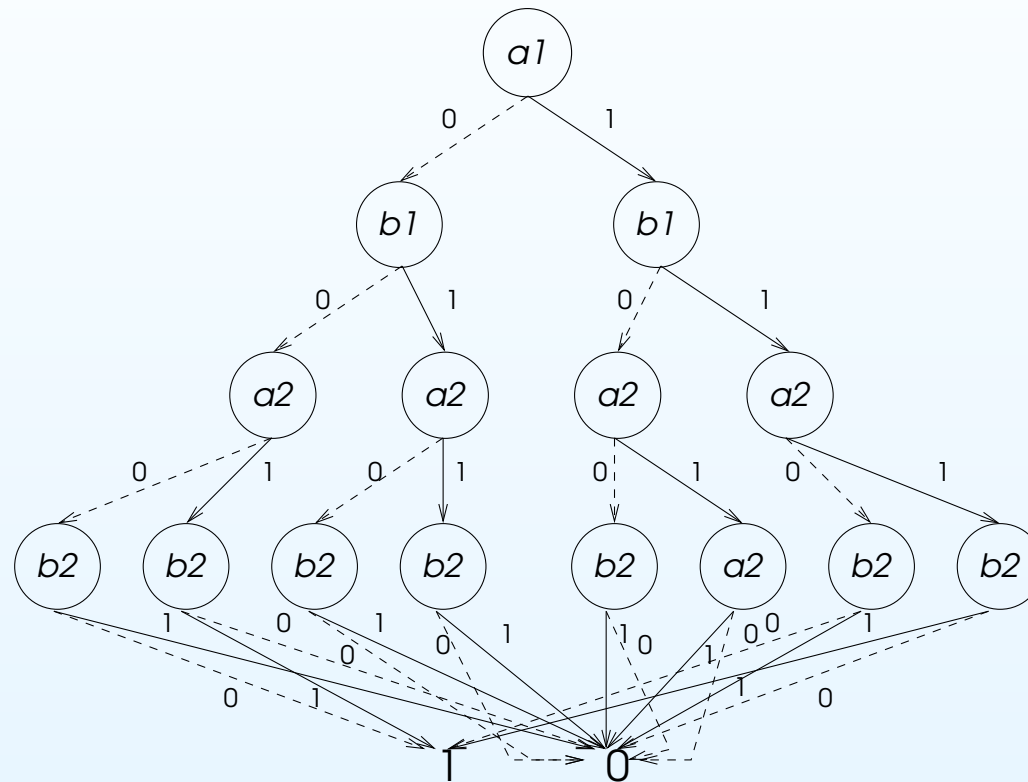 a1
0 1
b1 b1
0 1 0 1
a2 a2 a2 a2
0 1 0 1 0 1 0 1
b2 b2 b2 b2 b2 a2 b2 b2
1 0 1 0 1 1 0 0 0 1
0 1
0 1 1 0
1 0